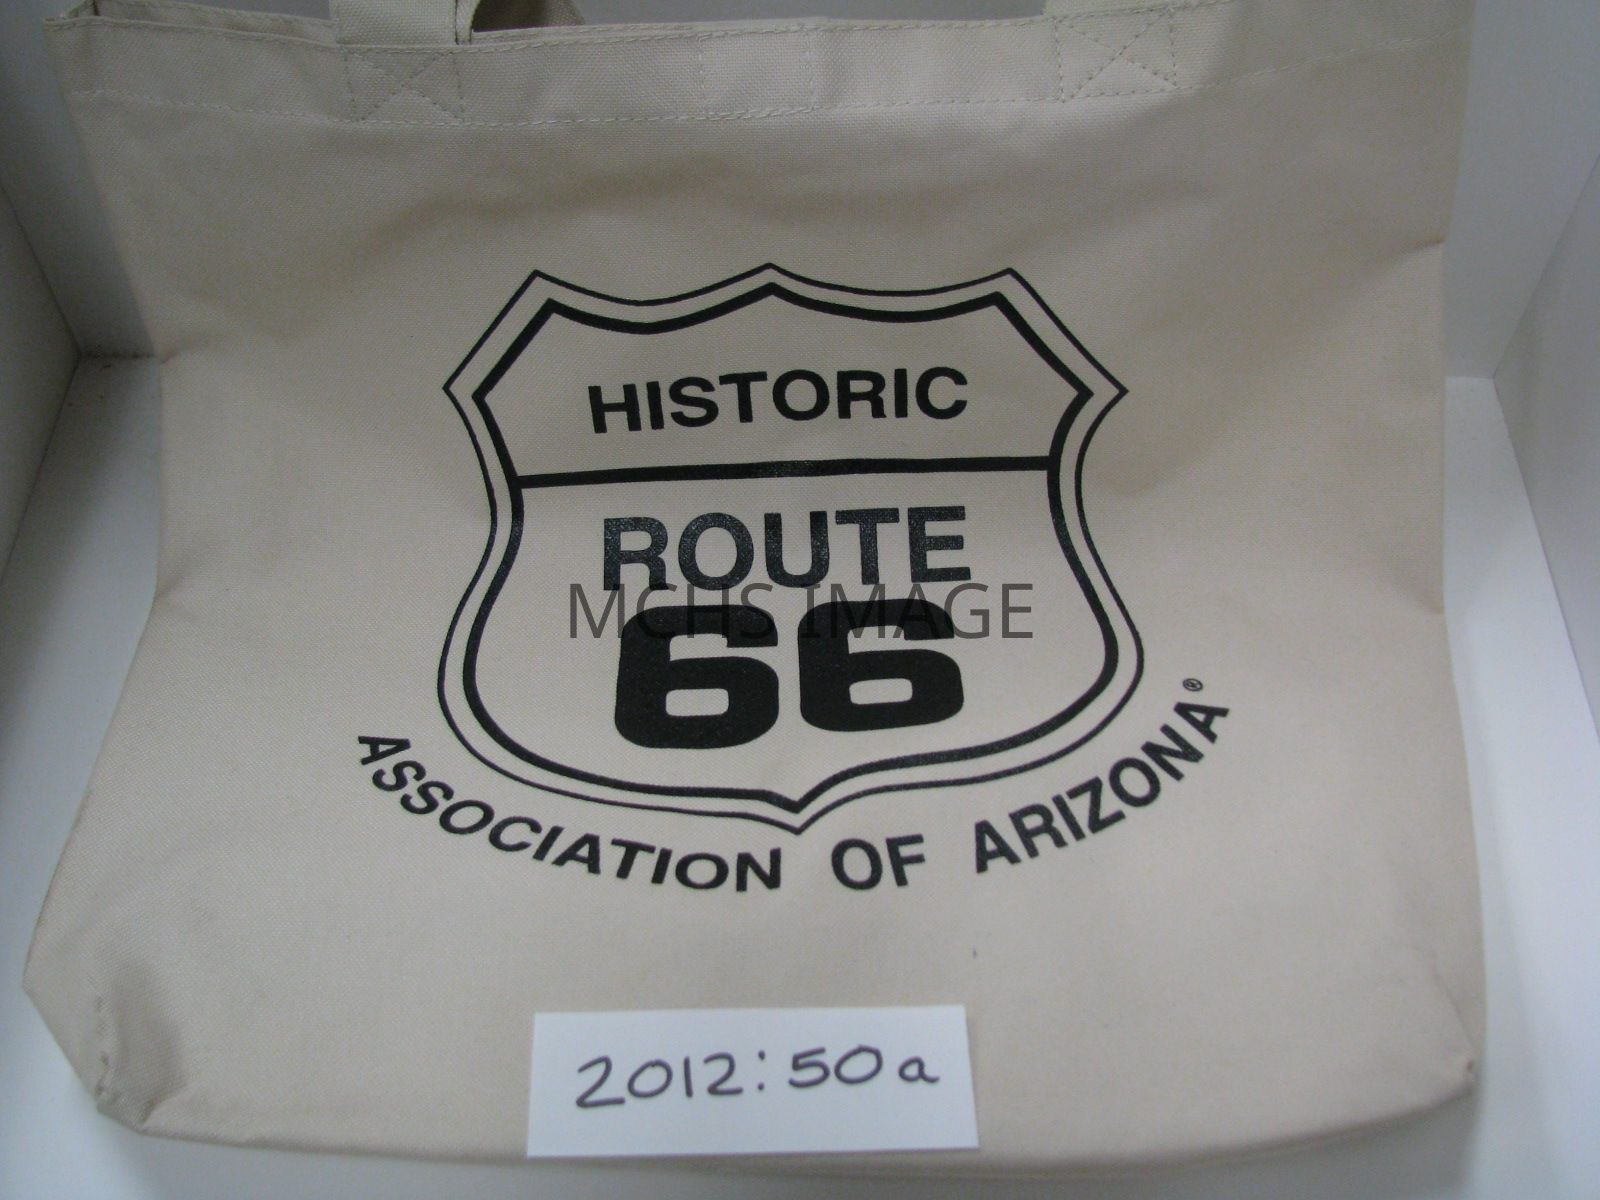 HISTORIC
ROUTE
MCHS IMAGE
66
ASSOCIATION OF ARIZONA®
2012:50a